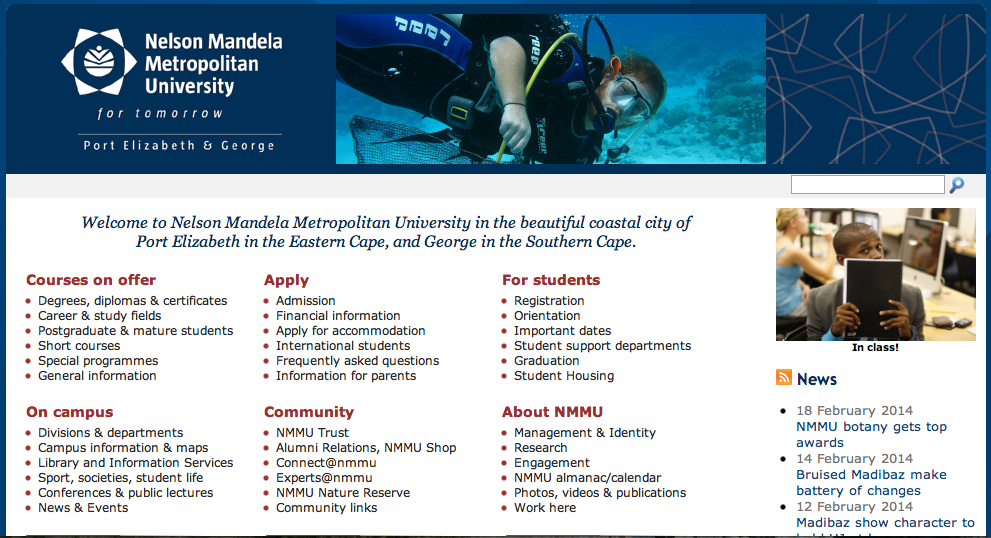 Nelson Mandela
Metropolitan
University
for tomorrow
Port Elizabeth & George
Welcome to Nelson Mandela Metropolitan University in the beautiful coastal city of
Port Elizabeth in the Eastern Cape, and George in the Southern Cape.
Courses on offer
Degrees, diplomas & certificates
Career & study fields
Postgraduate & mature students
Short courses
Special programmes
General information
Apply
Admission
Financial information
Apply for accommodation
International students
Frequently asked questions
Information for parents
For students
Registration
Orientation
Important dates
Student support departments
Graduation
Student Housing
On campus
Divisions & departments
Campus information & maps
Library and Information Services
Sport, societies, student life
Conferences & public lectures
News & Events
Community
NMMU Trust
Alumni Relations, NMMU Shop
Connect@nmmu
Experts@nmmu
NMMU Nature Reserve
Community links
About NMMU
Management & Identity
Research
Engagement
NMMU almanac/calendar
Photos, videos & publications
Work here
In class!
News
18 February 2014
NMMU botany gets top
awards
14 February 2014
Bruised Madibaz make
battery of changes
12 February 2014
Madibaz show character to